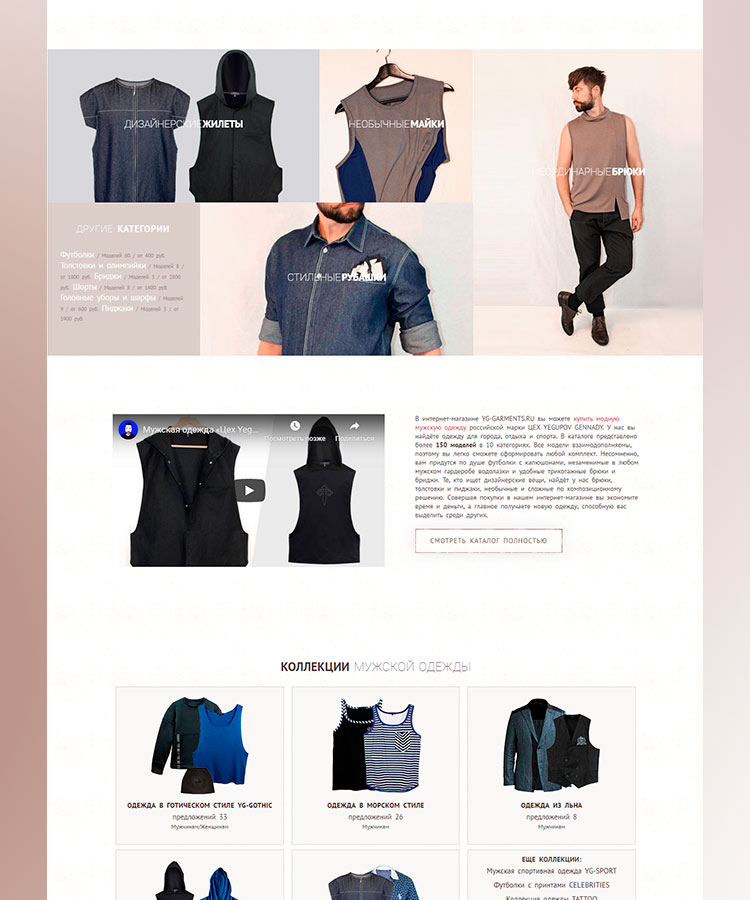 ДИЗАЙНЕРСКИЕ ЖИЛЕТЫ
НЕОБЫЧНЫЕ МАЙКИ
НЕОРДИНАРНЫЕ БРЮКИ
ДРУГИЕ КАТЕГОРИИ
Футболки / Моделей 60 / от 400 руб.
Толстовки и олимпийки / Моделей 8 /
от 1000 руб. Бриджи / Моделей 3 / от 2800
руб. Шорты / Моделей 8 / от 1400 руб.
Головные уборы и шарфы / Моделей
9 / от 600 руб. Пиджаки / Моделей 3 / от
5900 руб.
СТИЛЬНЫЕ РУБАШКИ
Мужская одежда «Цех Yeg...
Посмотреть позже
Поделиться
В интернет-магазине YG-GARMENTS.RU вы можете купить модную
мужскую одежду российской марки ЦЕХ YEGUPOV GENNADY. У нас вы
найдёте одежду для города, отдыха и спорта. В каталоге представлено
более 150 моделей в 10 категориях. Все модели взаимодополняемы,
поэтому вы легко сможете сформировать любой комплект. Несомненно,
вам придутся по душе футболки с капюшонами, незаменимые в любом
мужском гардеробе водолазки и удобные трикотажные брюки и
бриджи. Те, кто ищет дизайнерские вещи, найдёт у нас брюки,
толстовки и пиджаки, необычные и сложные по композиционному
решению. Совершая покупки в нашем интернет-магазине вы экономите
время и деньги, а главное получаете новую одежду, способную вас
выделить среди других.
СМОТРЕТЬ КАТАЛОГ ПОЛНОСТЬЮ
КОЛЛЕКЦИИ МУЖСКОЙ ОДЕЖДЫ
ОДЕЖДА В ГОТИЧЕСКОМ СТИЛЕ YG-GOTHIC
предложений 33
Мужчинам/Женщинам
ОДЕЖДА В МОРСКОМ СТИЛЕ
предложений 26
Мужчинам
ОДЕЖДА ИЗ ЛЬНА
предложений 8
Мужчинам
ЕЩЕ КОЛЛЕКЦИИ:
Мужская спортивная одежда YG-SPORT
Футболки с принтами CELEBRITIES
Коллекция одежды TATTOO